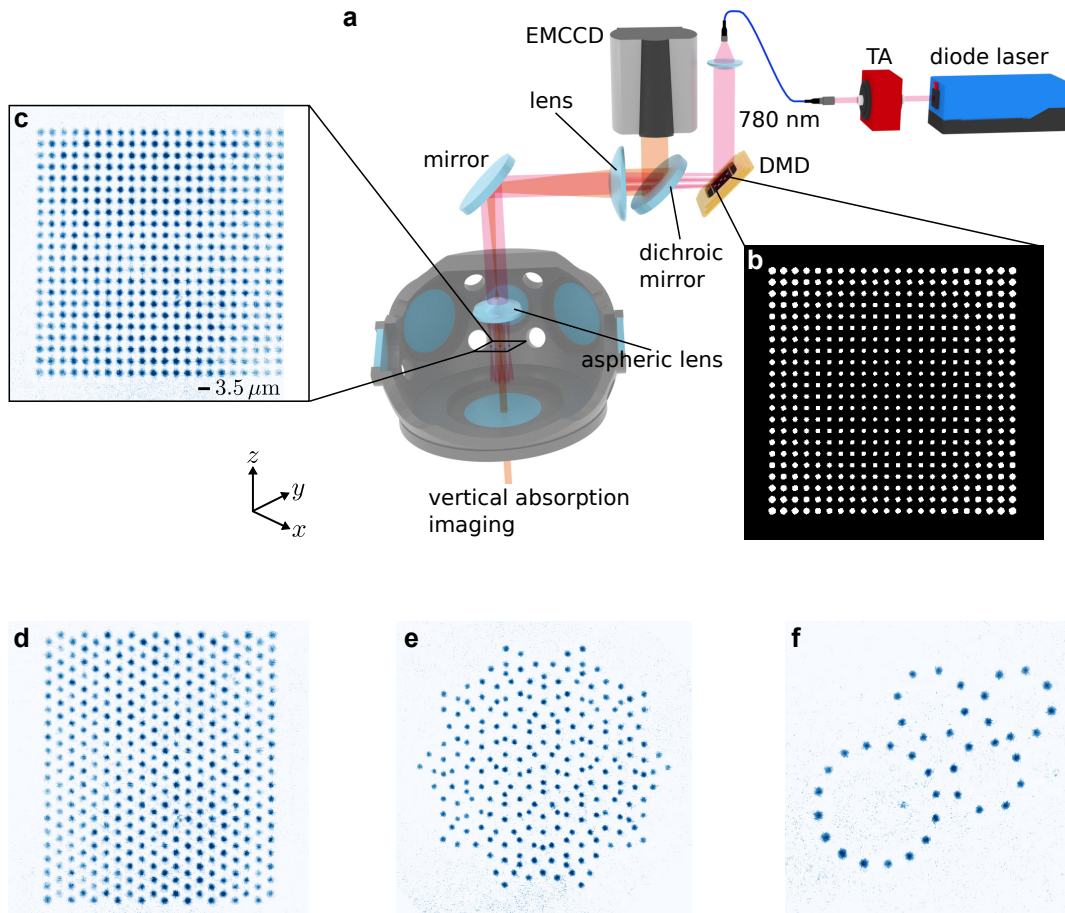 a
EMCCD
TA
diode laser
lens
780 nm
c
mirror
DMD
dichroic
mirror
b
aspheric lens
3.5 μm
z
y
x
vertical absorption
imaging
d
e
f